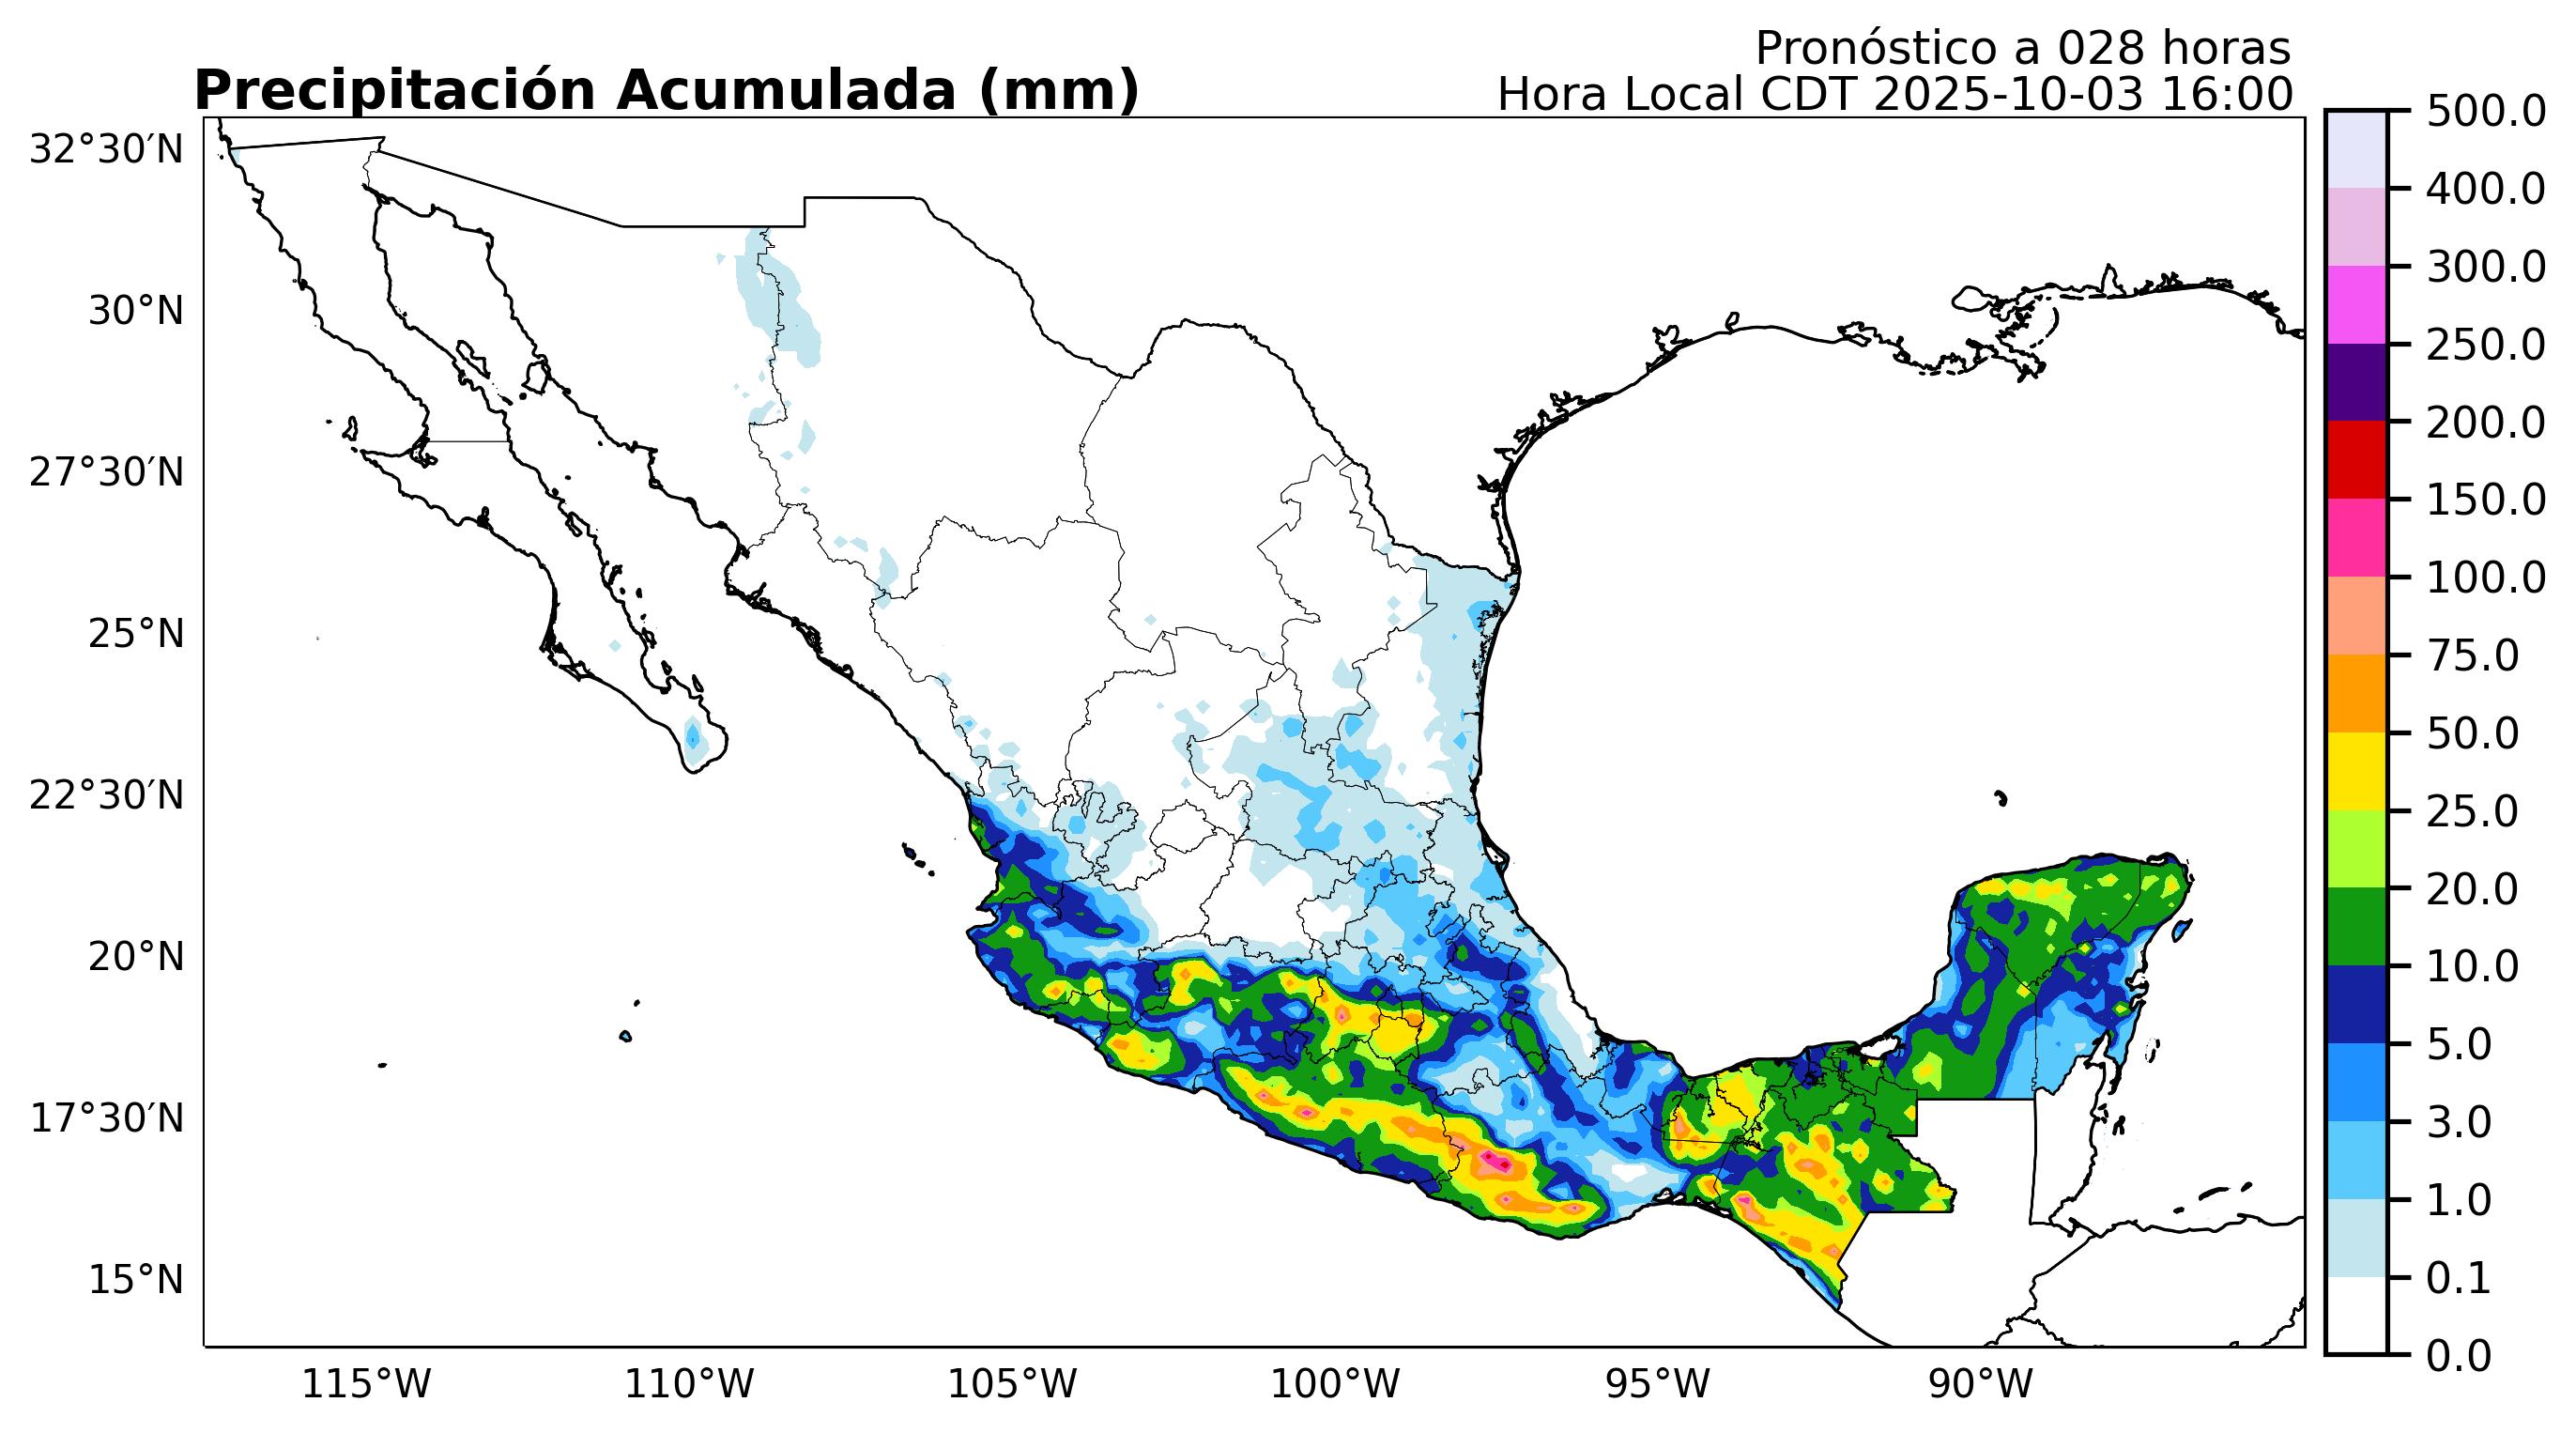 Pronóstico a 028 horas
Precipitación Acumulada (mm)
Hora Local CDT 2025-10-03 16:00
32°30′N
30°N
27°30′N
25°N
22°30′N
20°N
17°30′N
15°N
115°W
110°W
105°W
100°W
95°W
90°W
500.0
400.0
300.0
250.0
200.0
150.0
100.0
75.0
50.0
25.0
20.0
10.0
5.0
3.0
1.0
0.1
0.0